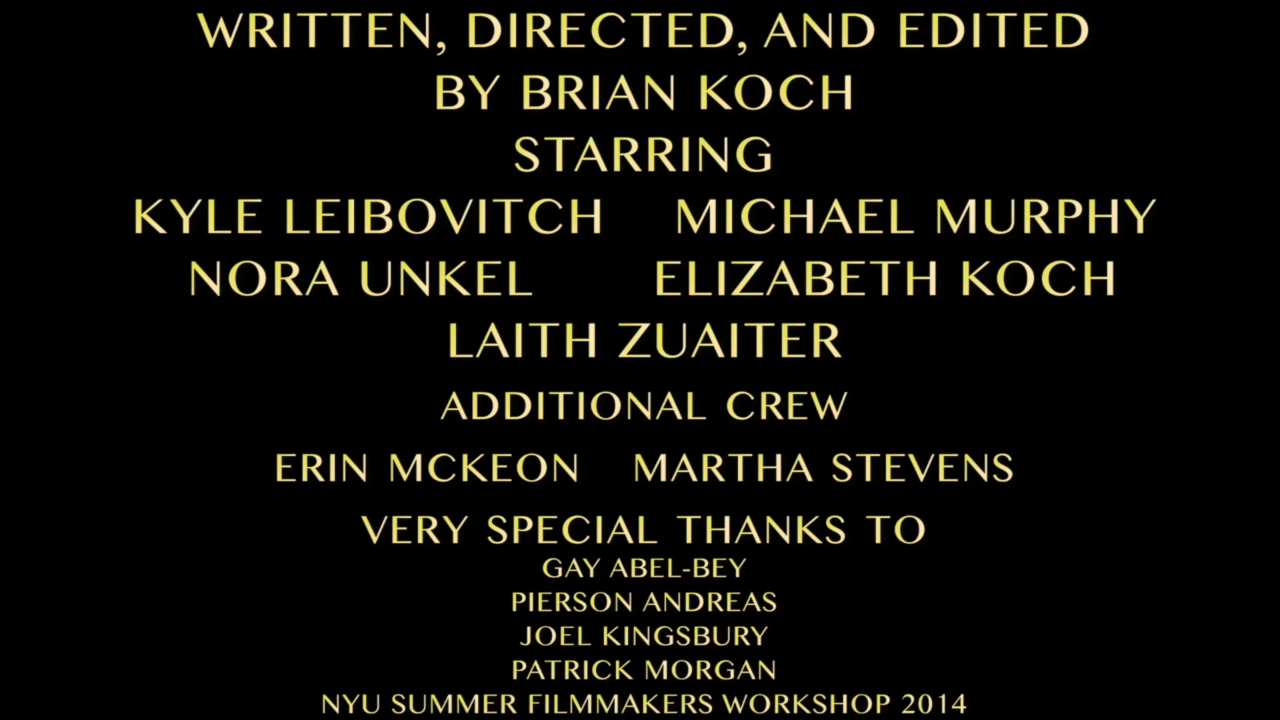 WRITTEN, DIRECTED, AND EDITED
BY BRIAN KOCH
STARRING
KYLE LEIBOVITCH MICHAEL MURPHY
NORA UNKEL ELIZABETH KOCH
LAITH ZUAITER
ADDITIONAL CREW
ERIN MCKEON MARTHA STEVENS
VERY SPECIAL THANKS TO
GAY ABEL-BEY
PIERSON ANDREAS
JOEL KINGSBURY
PATRICK MORGAN
NYU SUMMER FILMMAKERS WORKSHOP 2014